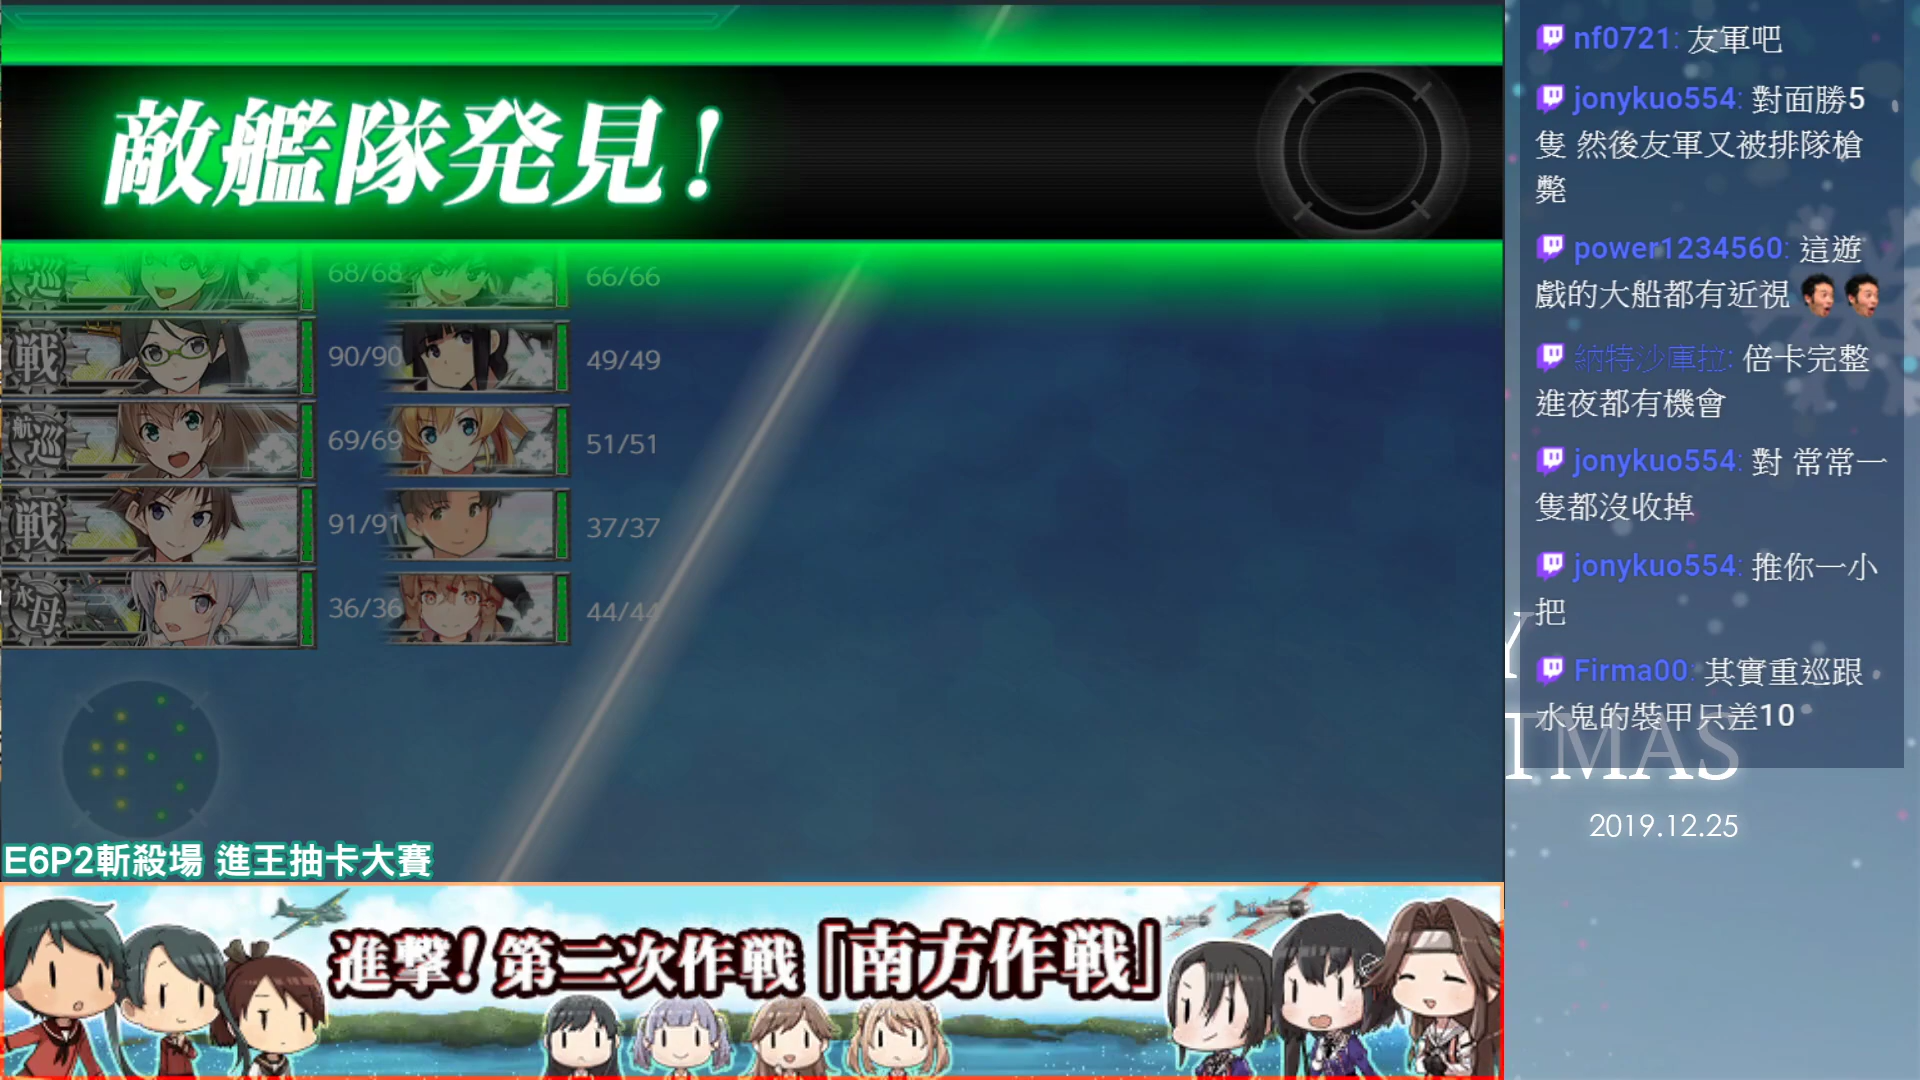 敵艦隊発見!
航巡 68/68 66/66
戦 90/90 49/49
航巡 69/69 51/51
戦 91/91 37/37
水母 36/36 44/44
E6P2斬殺場 進王抽卡大賽
進撃!第二次作戦「南方作戦」
nf0721: 友軍吧
jonykuo554: 對面勝5
隻 然後友軍又被排隊槍
斃
power1234560: 這遊
戲的大船都有近視
納特沙庫拉: 倍卡完整
進夜都有機會
jonykuo554: 對 常常一
隻都沒收掉
jonykuo554: 推你一小
把
Firma00: 其實重巡跟
水鬼的裝甲只差10
Y
TMAS
2019.12.25